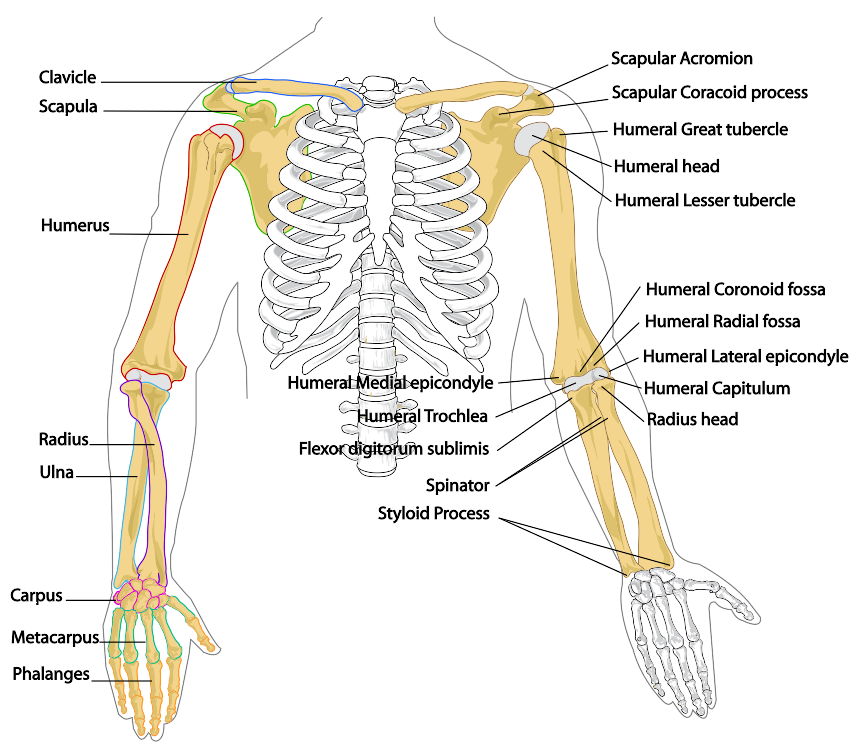 Clavicle
Scapula
Humerus
Radius
Ulna
Carpus
Metacarpus
Phalanges
Scapular Acromion
Scapular Coracoid process
Humeral Great tubercle
Humeral head
Humeral Lesser tubercle
Humeral Coronoid fossa
Humeral Radial fossa
Humeral Lateral epicondyle
Humeral Capitulum
Radius head
Humeral Medial epicondyle
Humeral Trochlea
Flexor digitorum sublimis
Spinator
Styloid Process